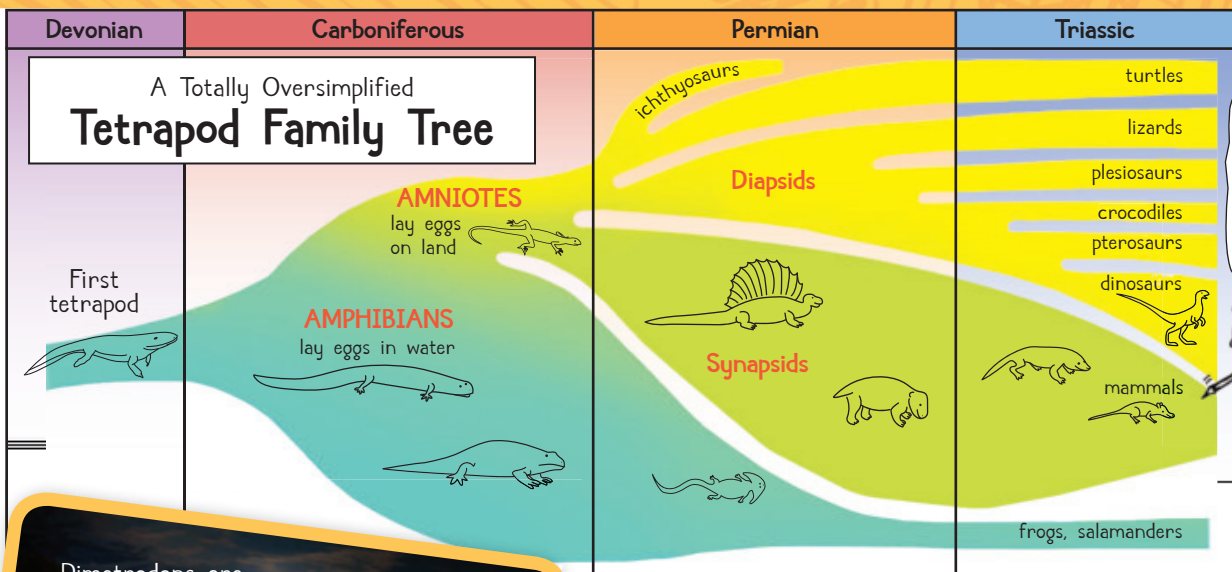 Devonian
Carboniferous
Permian
Triassic
A Totally Oversimplified
Tetrapod Family Tree
ichthyosaurs
turtles
lizards
plesiosaurs
crocodiles
pterosaurs
dinosaurs
Diapsids
AMNIOTES
lay eggs
on land
First
tetrapod
AMPHIBIANS
lay eggs in water
Synapsids
mammals
frogs, salamanders